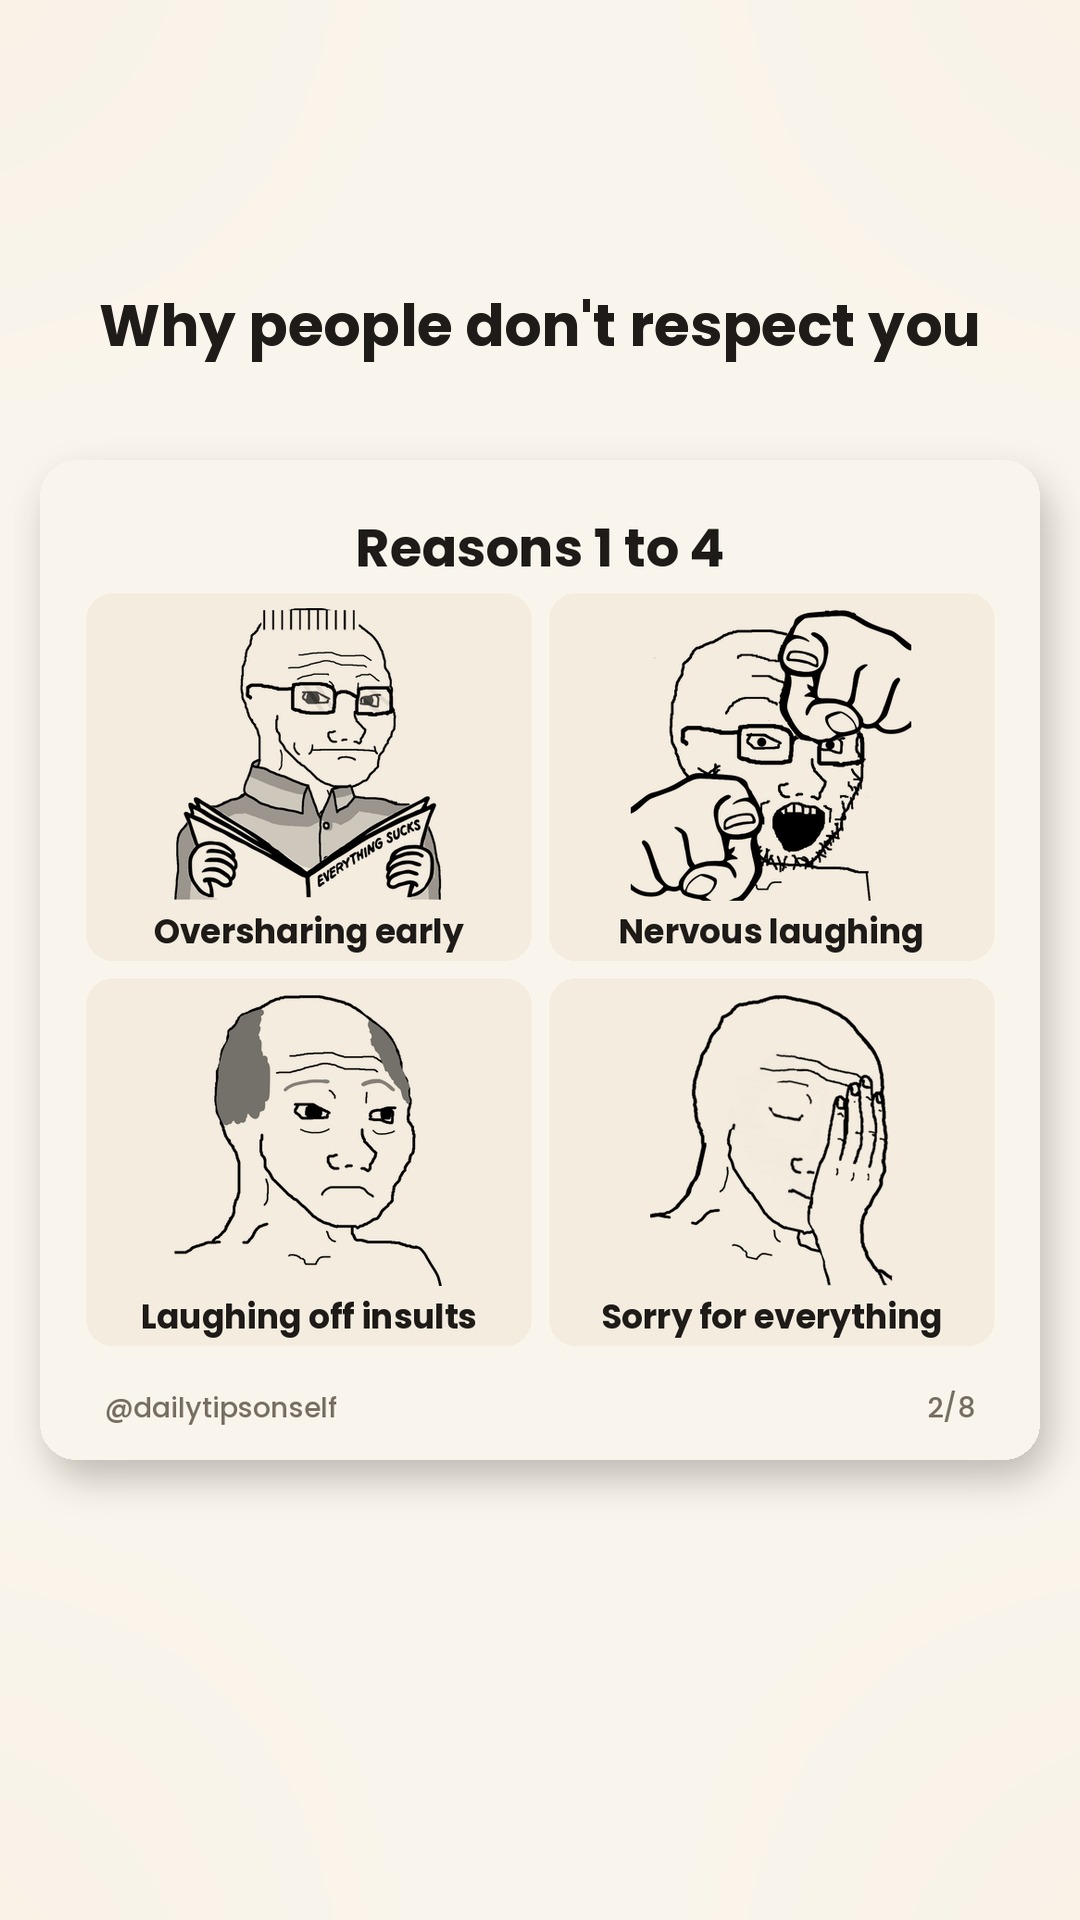 Why people don't respect you
Reasons 1 to 4
EVERYTHING SUCKS
Oversharing early
Nervous laughing
Laughing off insults
Sorry for everything
@dailytipsonself
2/8